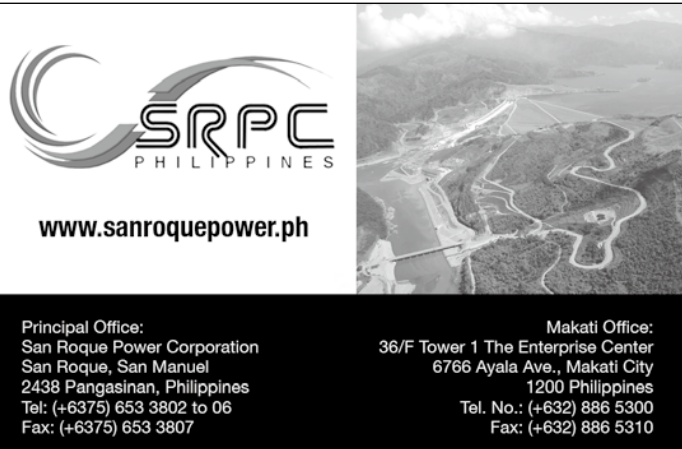 SRPC
PHILIPPINES
www.sanroquepower.ph
Principal Office:
San Roque Power Corporation
San Roque, San Manuel
2438 Pangasinan, Philippines
Tel: (+6375) 653 3802 to 06
Fax: (+6375) 653 3807
Makati Office:
36/F Tower 1 The Enterprise Center
6766 Ayala Ave., Makati City
1200 Philippines
Tel. No.: (+632) 886 5300
Fax: (+632) 886 5310